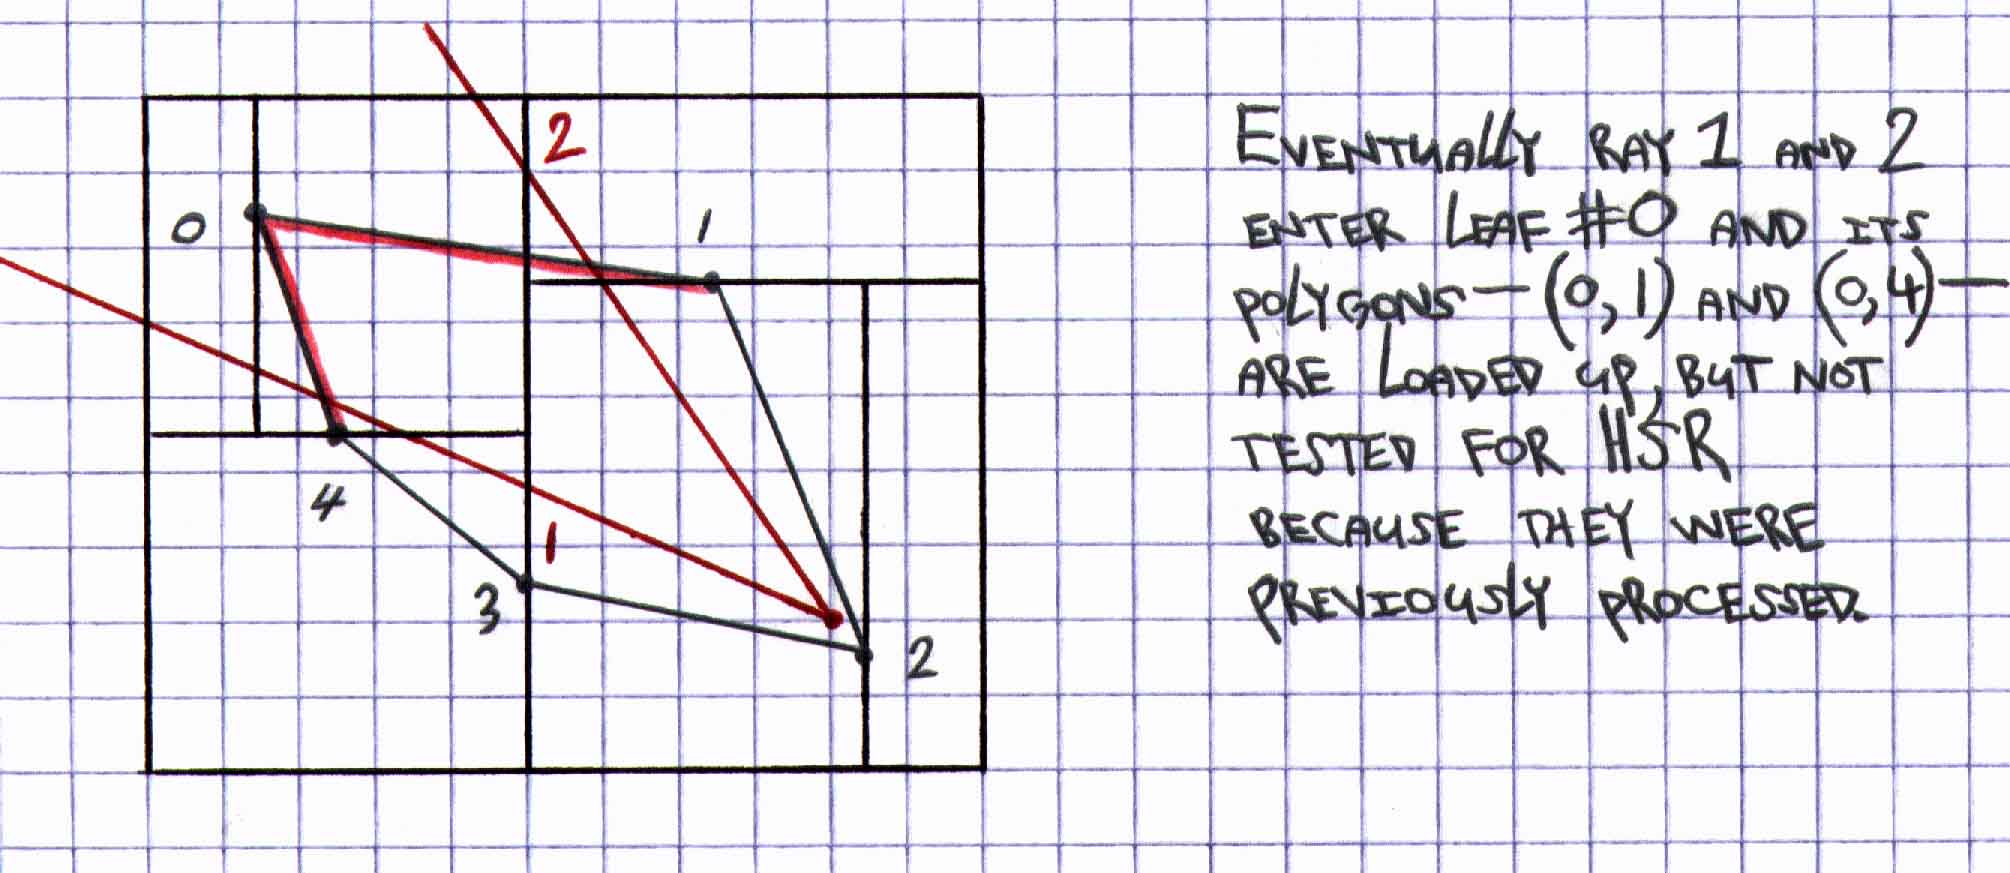 2
0
1
4
1
3
2
EVENTUALLY RAY 1 AND 2
ENTER LEAF #0 AND ITS
POLYGONS—(0,1) AND (0,4)—
ARE LOADED UP, BUT NOT
TESTED FOR HSR
BECAUSE THEY WERE
PREVIOUSLY PROCESSED.